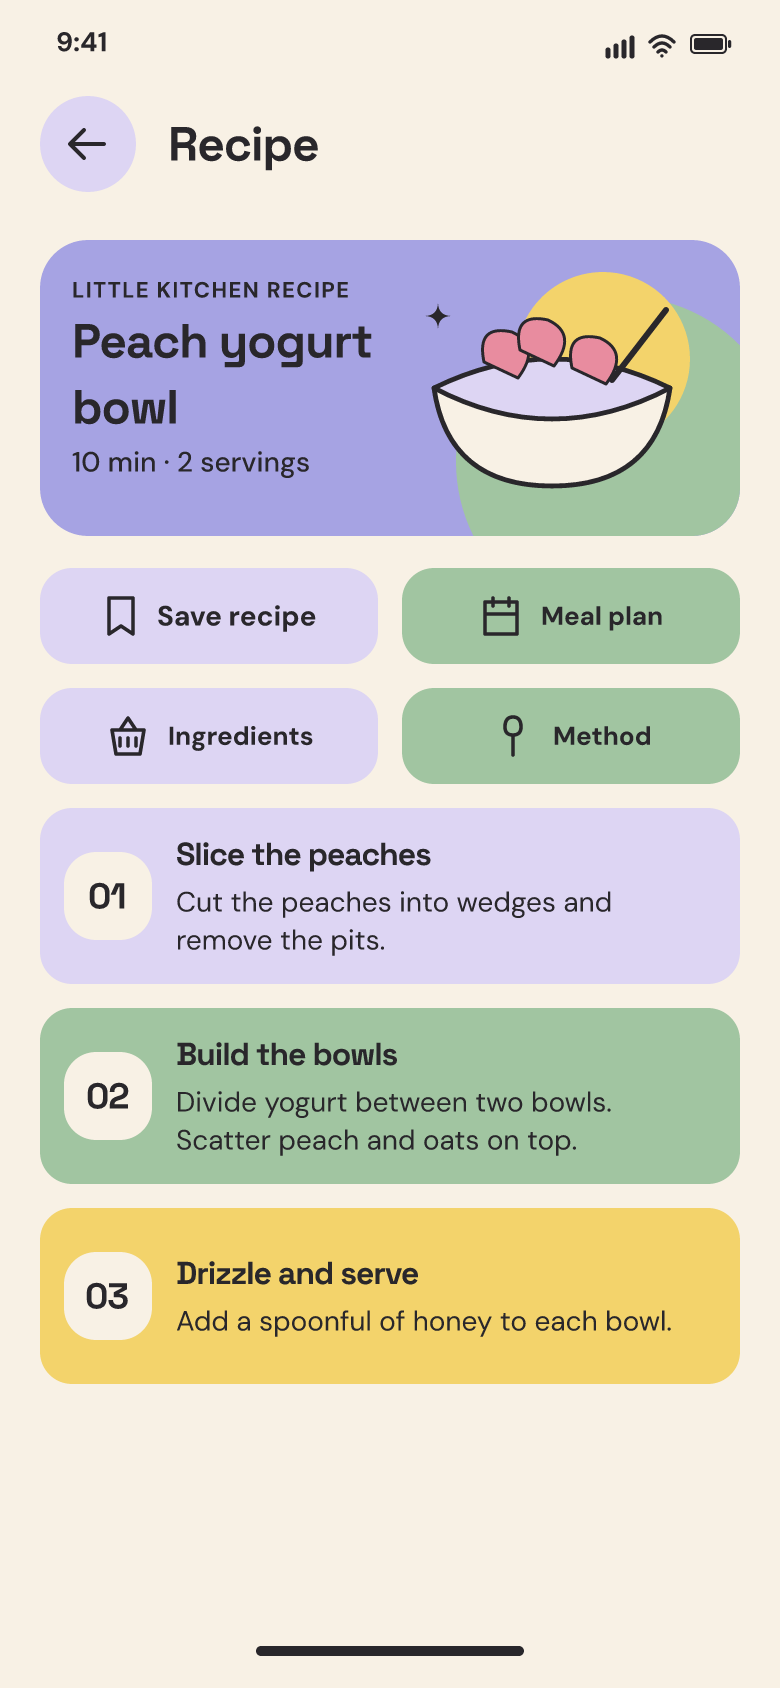 9:41
Recipe
LITTLE KITCHEN RECIPE
Peach yogurt
bowl
10 min · 2 servings
Save recipe
Meal plan
Ingredients
Method
01
Slice the peaches
Cut the peaches into wedges and
remove the pits.
02
Build the bowls
Divide yogurt between two bowls.
Scatter peach and oats on top.
03
Drizzle and serve
Add a spoonful of honey to each bowl.